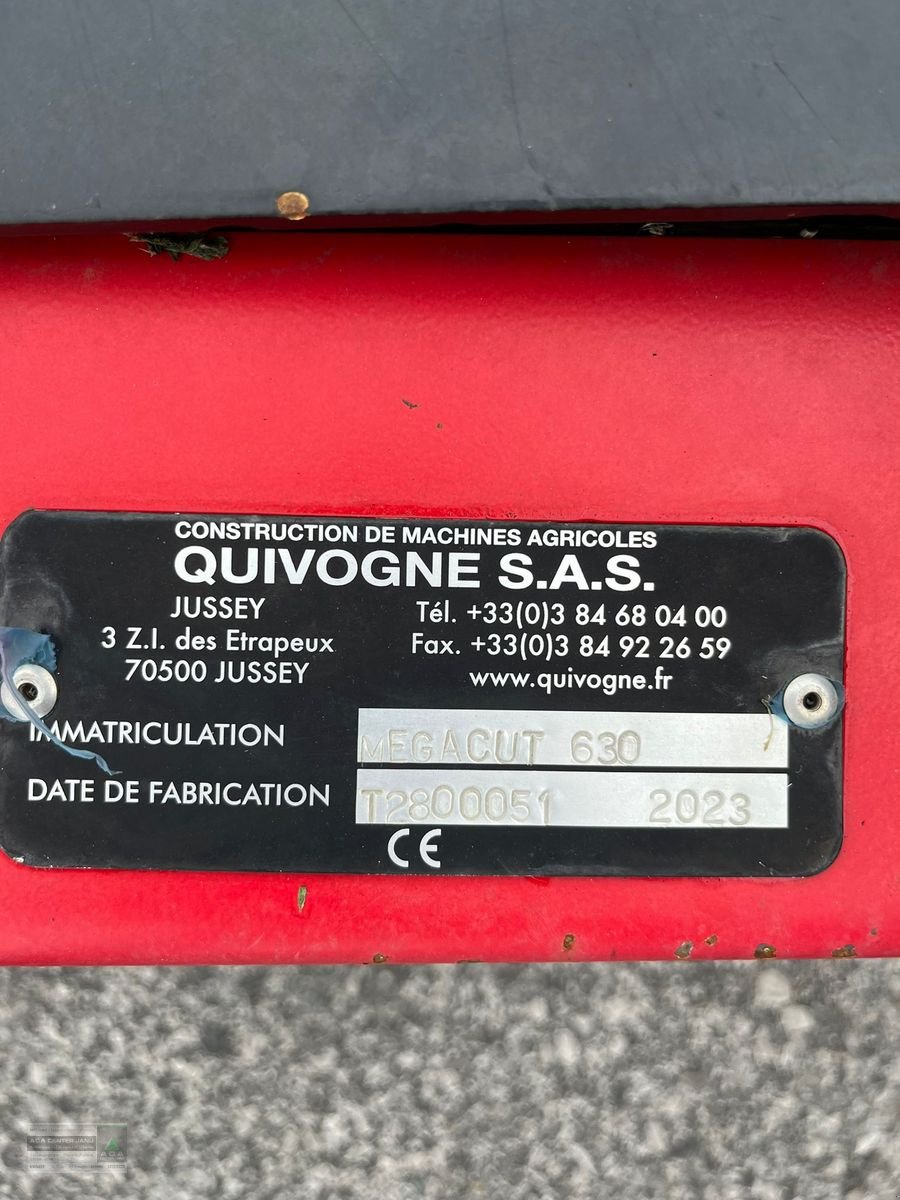 CONSTRUCTION DE MACHINES AGRICOLES
QUIVOGNE S.A.S.
JUSSEY
3 Z.I. des Etrapeux
70500 JUSSEY
Tél. +33(0)3 84 68 04 00
Fax. +33(0)3 84 92 26 59
www.quivogne.fr
IMMATRICULATION MEGACUT 630
DATE DE FABRICATION T2800051 2023
CE